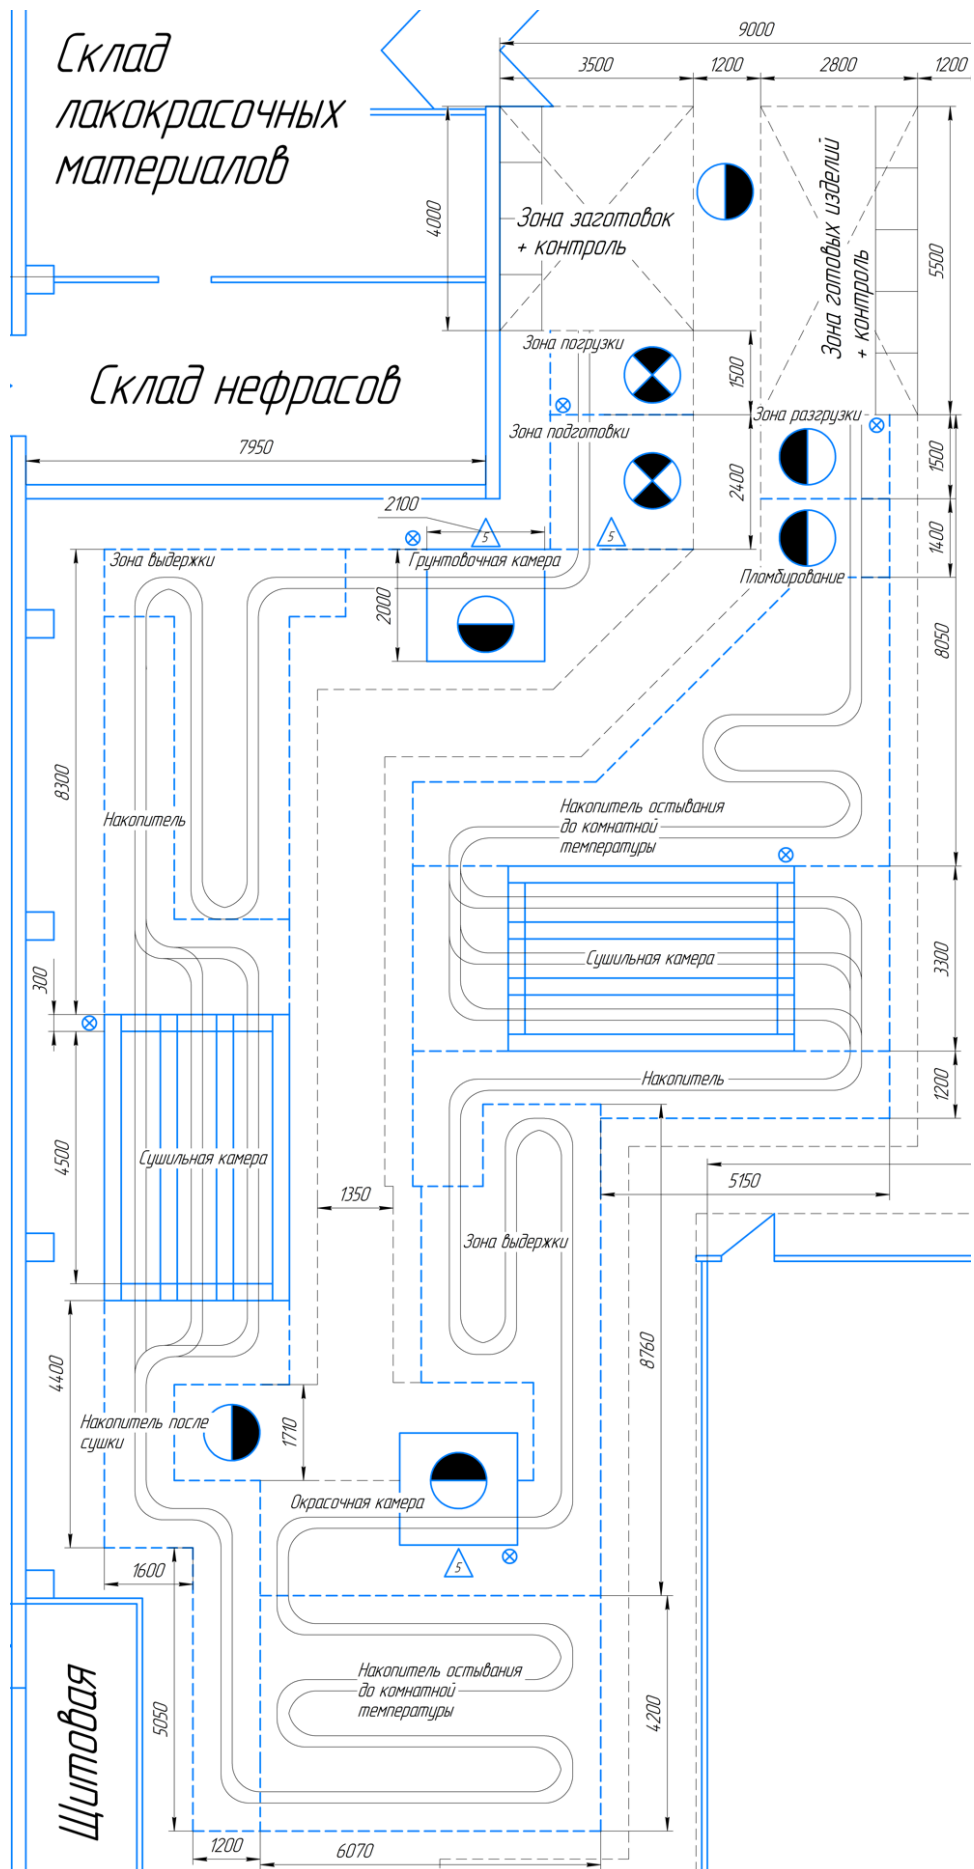 9000
3500
1200
2800
1200
Склад
лакокрасочных
материалов
4000
Зона заготовок
+ контроль
Зона готовых изделий
+ контроль
5500
Зона погрузки
1500
Склад нефрасов
Зона подготовки
Зона разгрузки
7950
2400
1500
2100
5
5
1400
Зона выдержки
Грунтовочная камера
Пломбирование
2000
8050
8300
Накопитель
Накопитель остывания
до комнатной
температуры
300
Сушильная камера
3300
Накопитель
1200
4500
Сушильная камера
1350
5150
Зона выдержки
8760
4400
Накопитель после
сушки
1710
Окрасочная камера
5
1600
Щитовая
5050
Накопитель остывания
до комнатной
температуры
4200
1200
6070